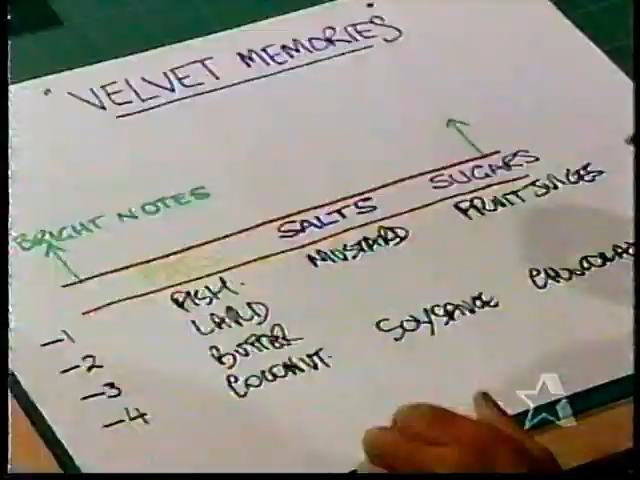 "VELVET MEMORIES"
BRIGHT NOTES
SALTS SUGARS
MUSTARD FRUIT JUICES
-1 FISH.
-2 LARD
-3 BUTTER SOY SAUCE
-4 COCONUT.